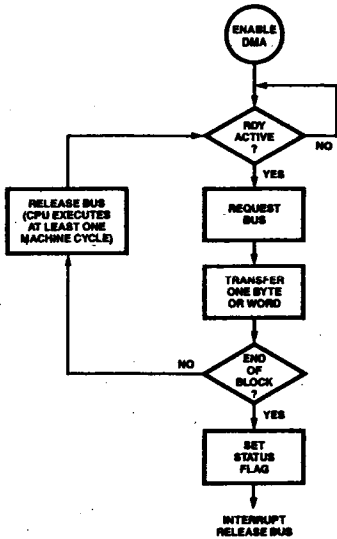 ENABLE
DMA
RDY
ACTIVE
?
NO
YES
RELEASE BUS
(CPU EXECUTES
AT LEAST ONE
MACHINE CYCLE)
REQUEST
BUS
TRANSFER
ONE BYTE
OR WORD
NO
END
OF
BLOCK
?
YES
SET
STATUS
FLAG
INTERRUPT
RELEASE BUS